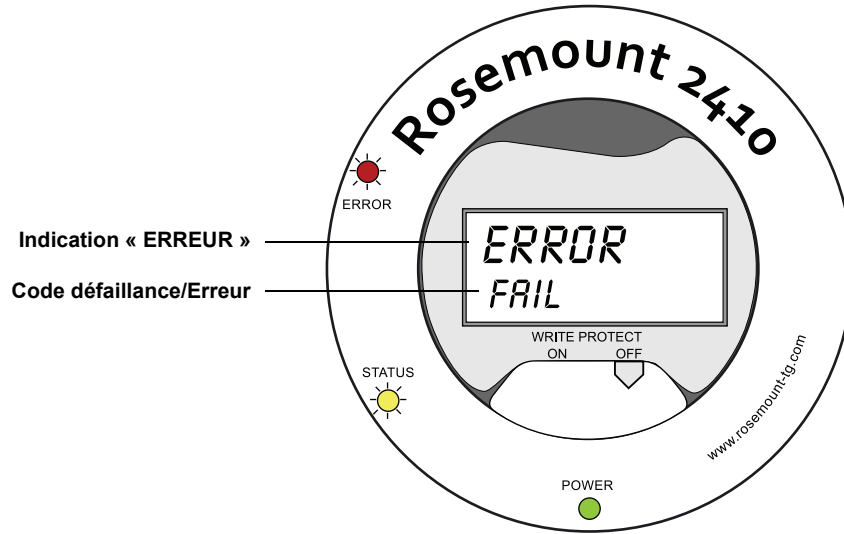 Rosemount 2410
ERROR
Indication « ERREUR »
ERROR
Code défaillance/Erreur
FAIL
WRITE PROTECT
ON OFF
STATUS
www.rosemount-tg.com
POWER